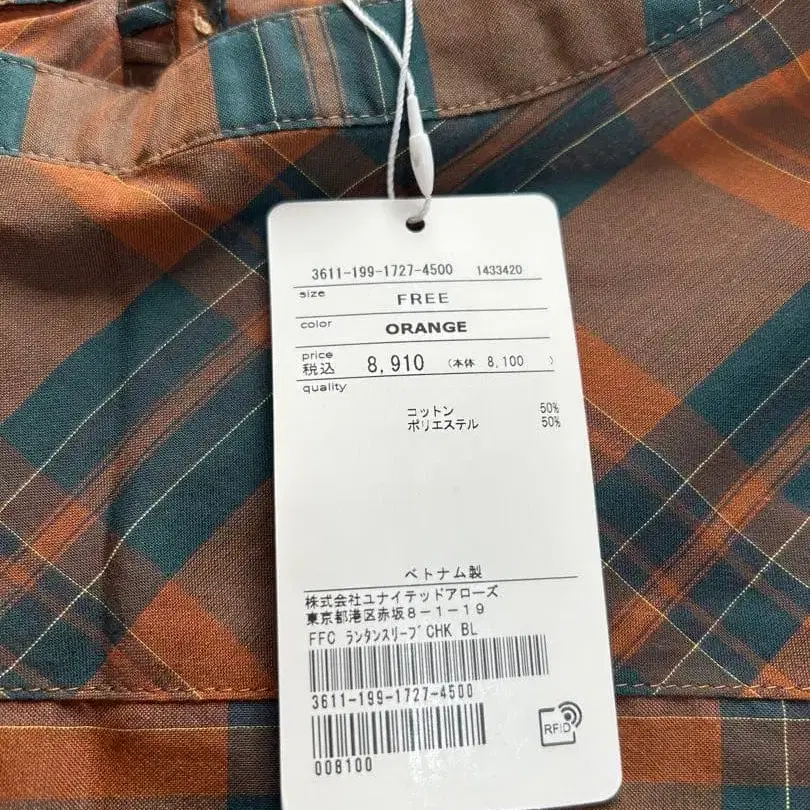 3611-199-1727-4500 1433420
size FREE
color ORANGE
price
税込 8,910 (本体 8,100 )
quality
コットン 50%
ポリエステル 50%
ベトナム製
株式会社ユナイテッドアローズ
東京都港区赤坂8-1-19
FFC ランタンスリーブCHK BL
3611-199-1727-4500
008100
RFID